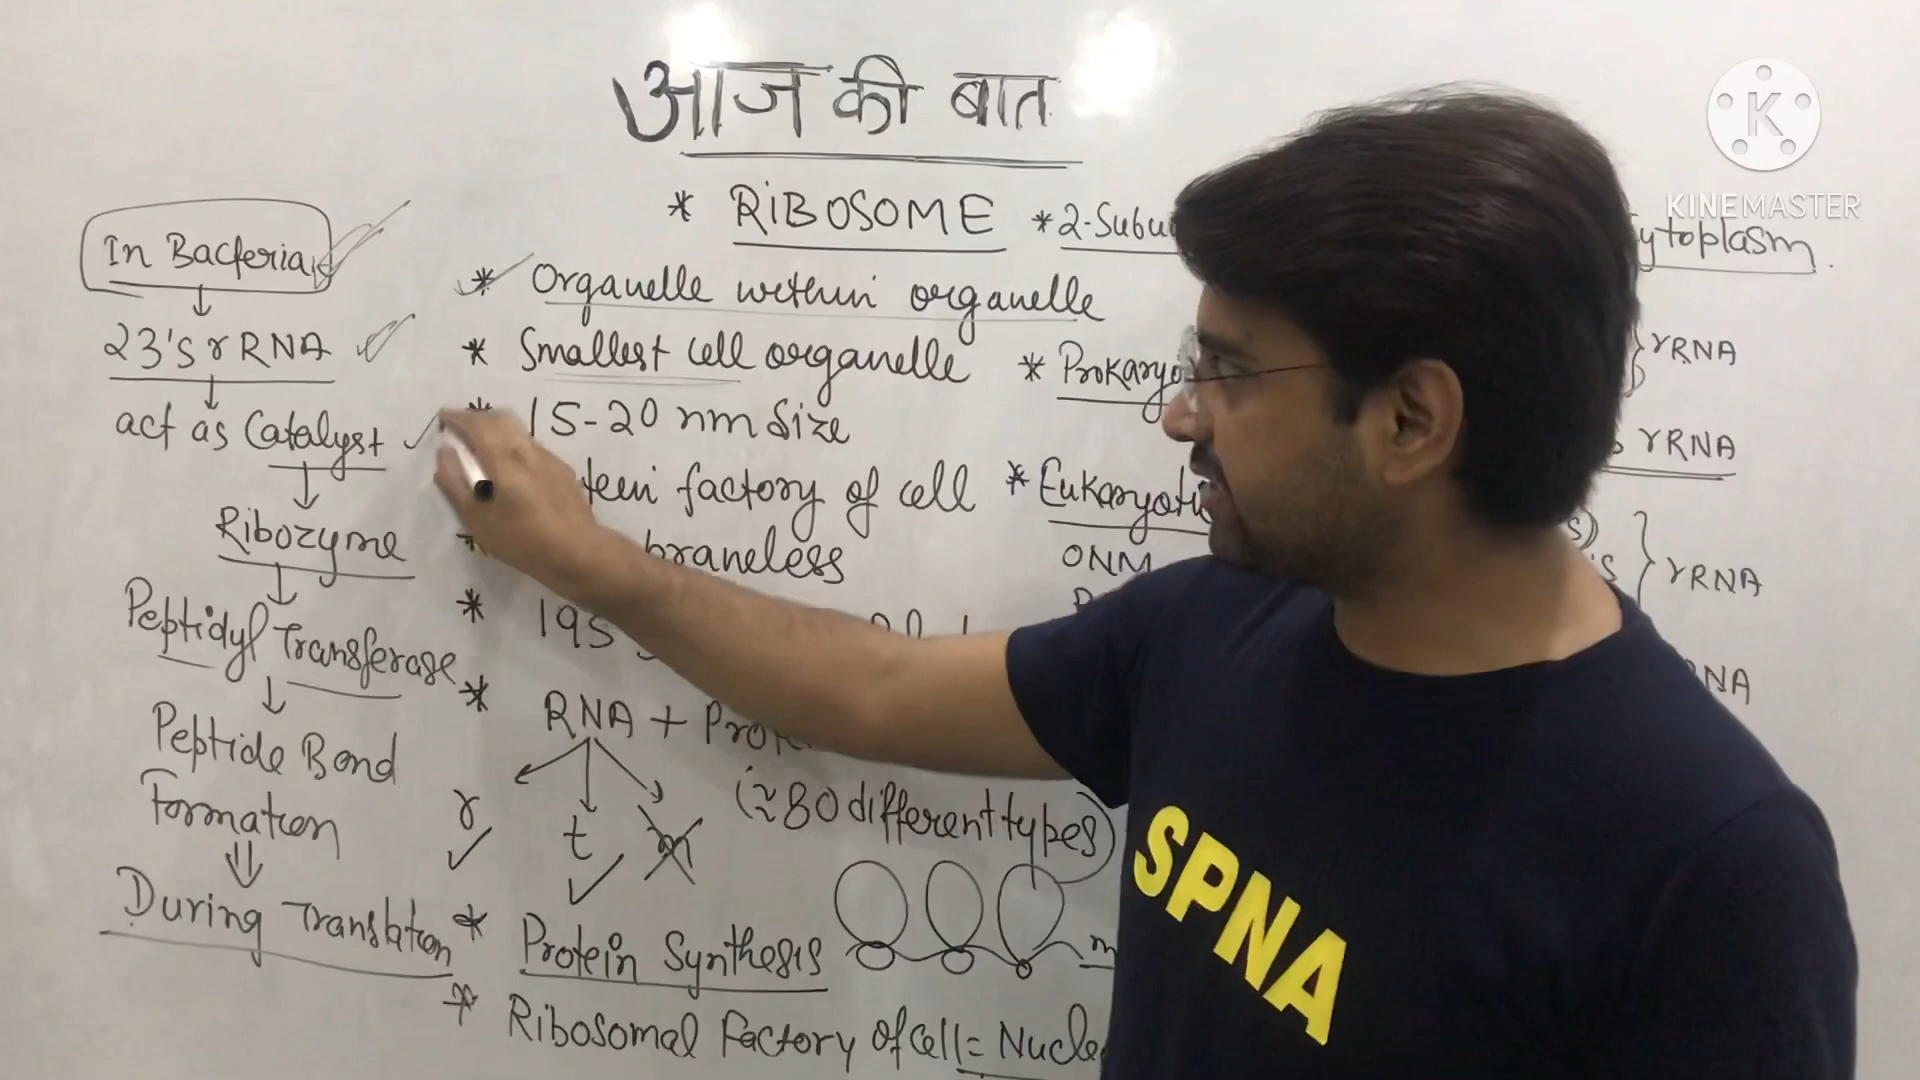 आज की बात
* RIBOSOME
* 2-Subu
ytoplasm.
In Bacteria
23's rRNA
act as Catalyst
Ribozyme
Peptidyl Transferase
Peptide Bond
Formation
During Translation
* Organelle within organelle
* Smallest cell organelle
* 15-20 nm Size
tein factory of cell
* braneless
* 19S
* RNA + Prot
r
t
m
(≈80 different types)
* Protein Synthesis
* Ribosomal Factory of cell = Nucle
* Prokaryo
} rRNA
rRNA
* Eukaryoti
ONM
} rRNA
NA
m
SPNA
K
KINEMASTER